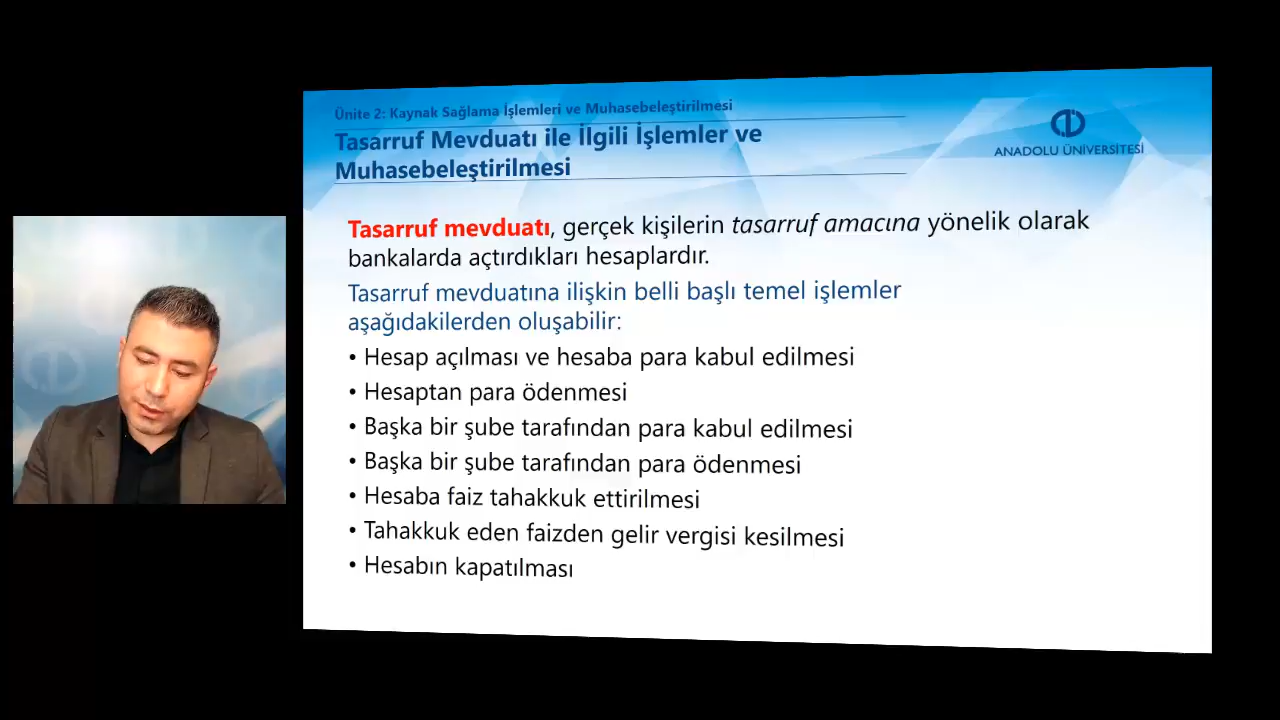 Ünite 2: Kaynak Sağlama İşlemleri ve Muhasebeleştirilmesi
Tasarruf Mevduatı ile İlgili İşlemler ve
Muhasebeleştirilmesi
ANADOLU ÜNİVERSİTESİ
Tasarruf mevduatı, gerçek kişilerin tasarruf amacına yönelik olarak
bankalarda açtırdıkları hesaplardır.
Tasarruf mevduatına ilişkin belli başlı temel işlemler
aşağıdakilerden oluşabilir:
• Hesap açılması ve hesaba para kabul edilmesi
• Hesaptan para ödenmesi
• Başka bir şube tarafından para kabul edilmesi
• Başka bir şube tarafından para ödenmesi
• Hesaba faiz tahakkuk ettirilmesi
• Tahakkuk eden faizden gelir vergisi kesilmesi
• Hesabın kapatılması